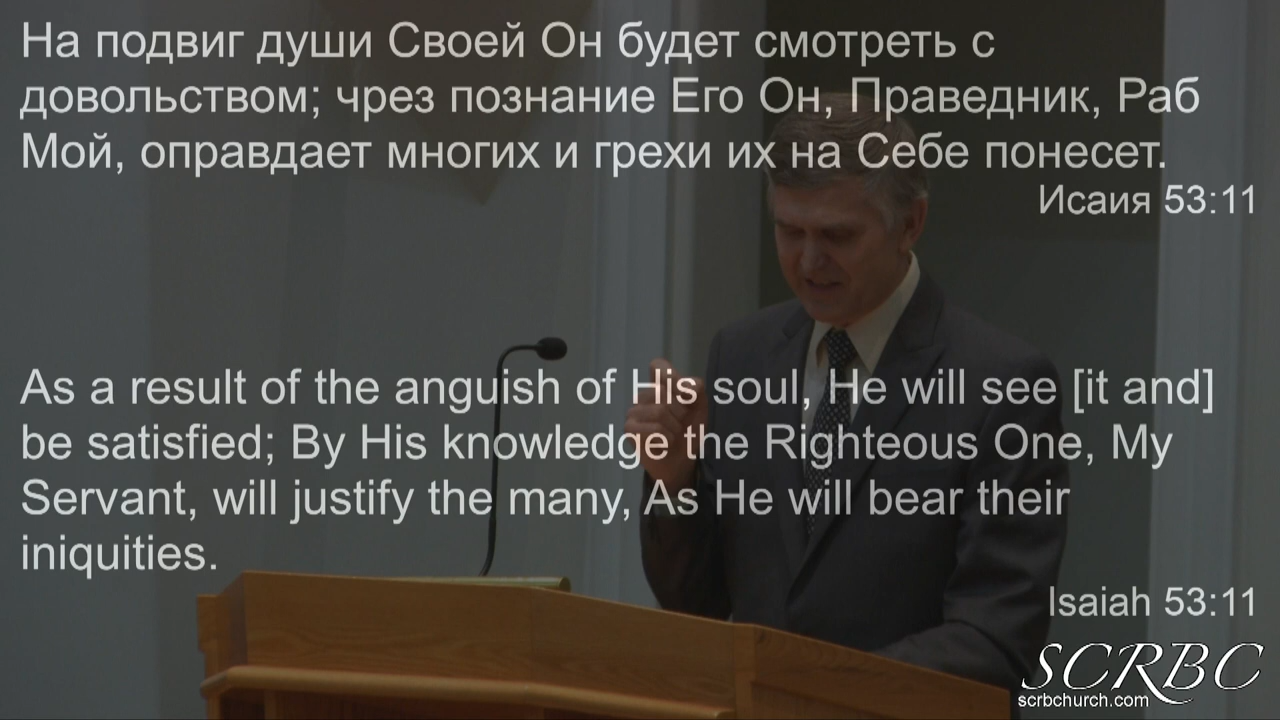 На подвиг души Своей Он будет смотреть с
довольством; чрез познание Его Он, Праведник, Раб
Мой, оправдает многих и грехи их на Себе понесет.
Исаия 53:11
As a result of the anguish of His soul, He will see [it and]
be satisfied; By His knowledge the Righteous One, My
Servant, will justify the many, As He will bear their
iniquities.
Isaiah 53:11
SCRBC
scrbchurch.com